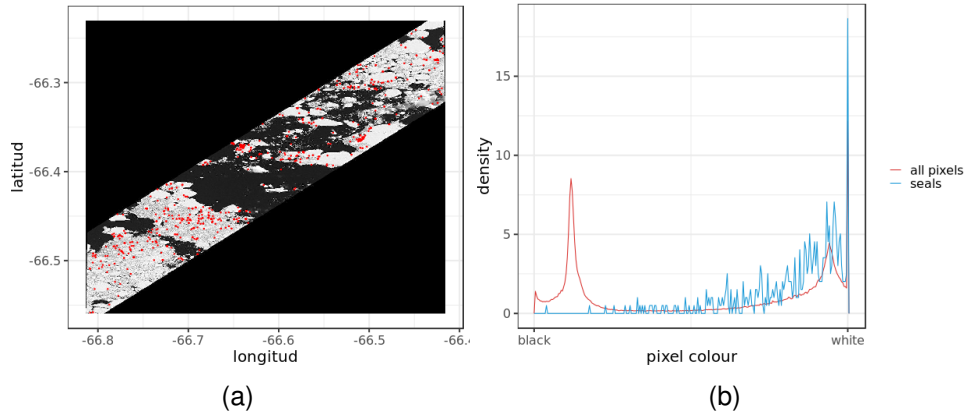 latitud
-66.3
-66.4
-66.5
-66.8
-66.7
-66.6
-66.5
-66.4
longitud
(a)
density
15
10
5
0
black
white
pixel colour
all pixels
seals
(b)